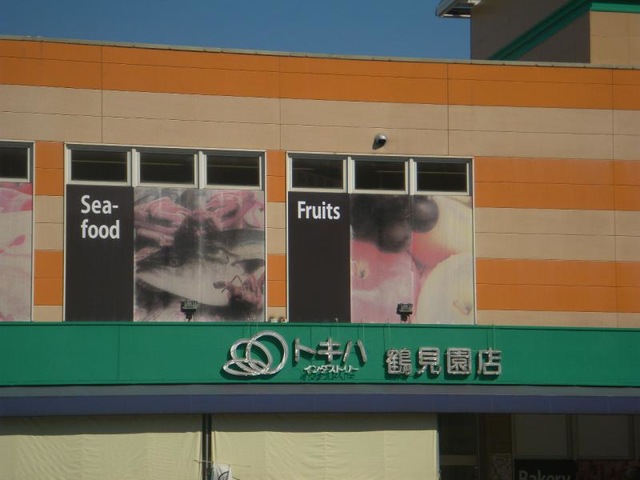 Sea-
food
Fruits
トキハ
インダストリー
鶴見園店
Bakery